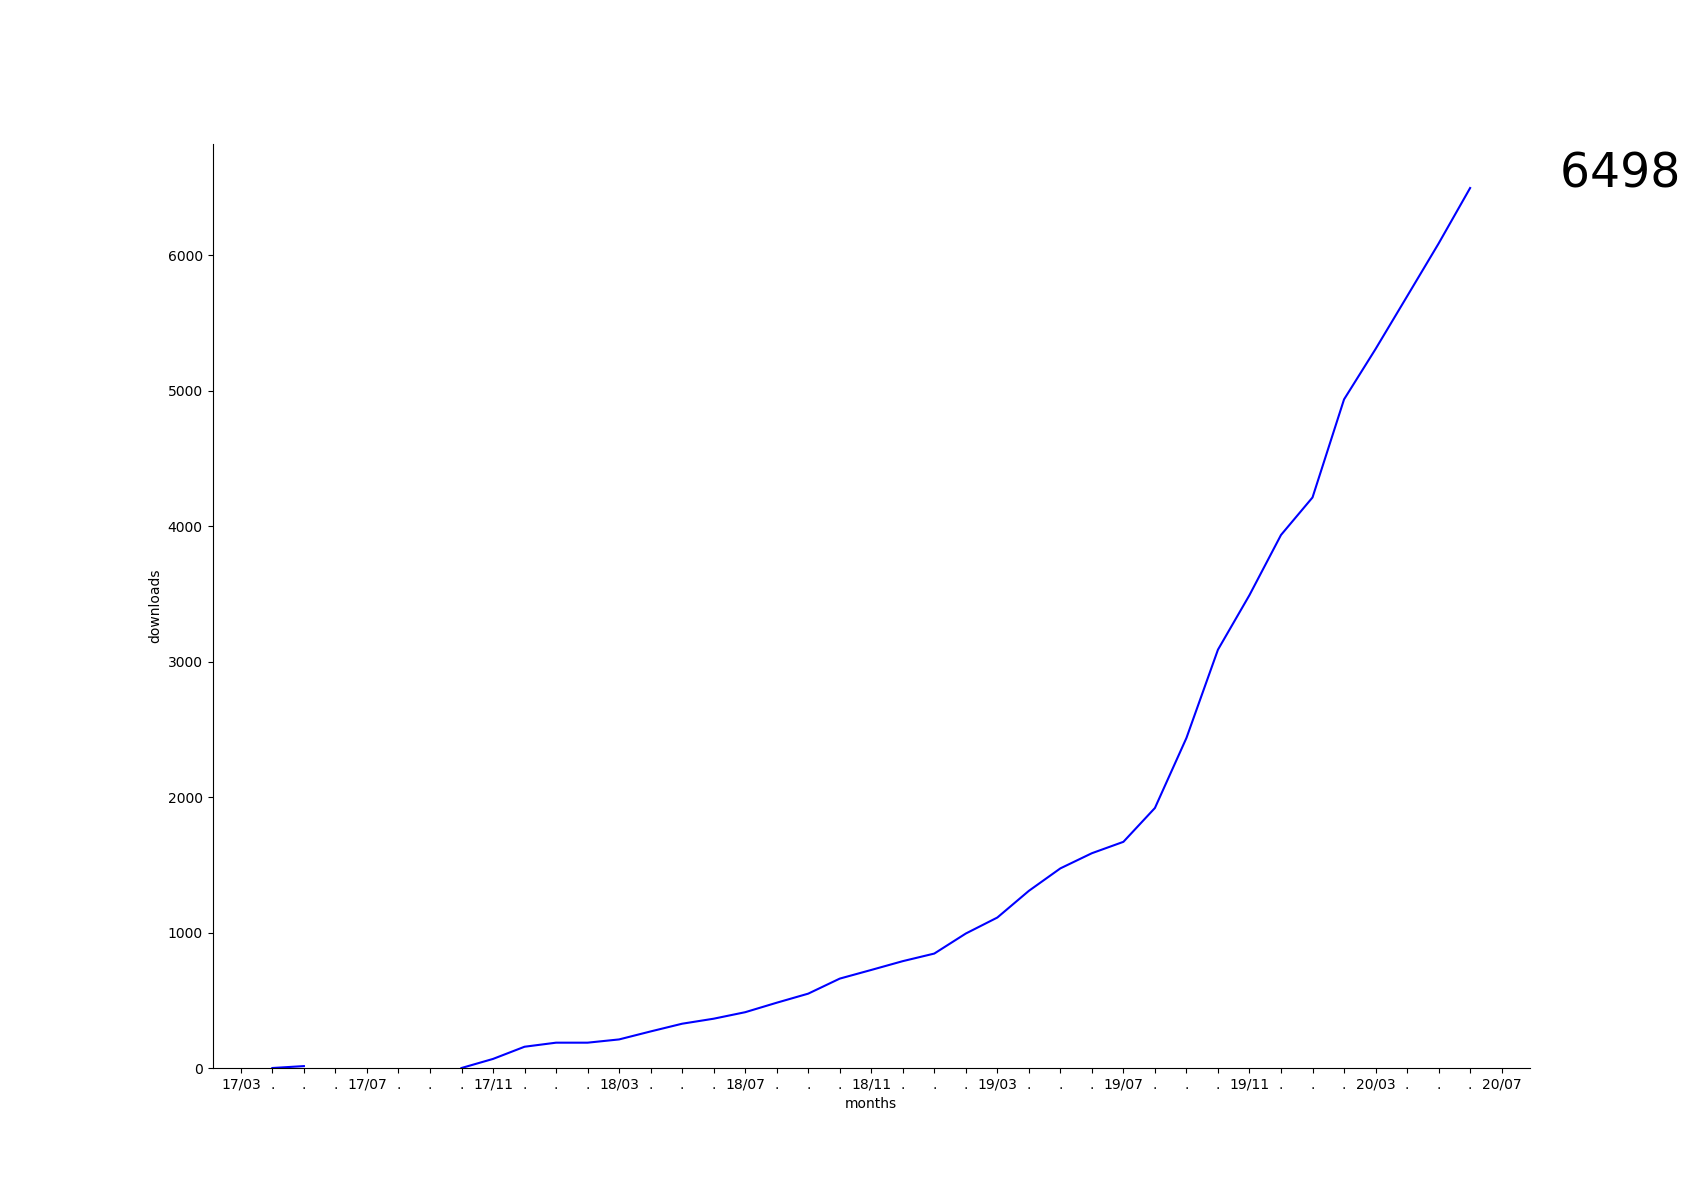 6498
6000
5000
4000
3000
2000
1000
0
downloads
17/03 . . . 17/07 . . . 17/11 . . . 18/03 . . . 18/07 . . . 18/11 . . . 19/03 . . . 19/07 . . . 19/11 . . . 20/03 . . . 20/07
months